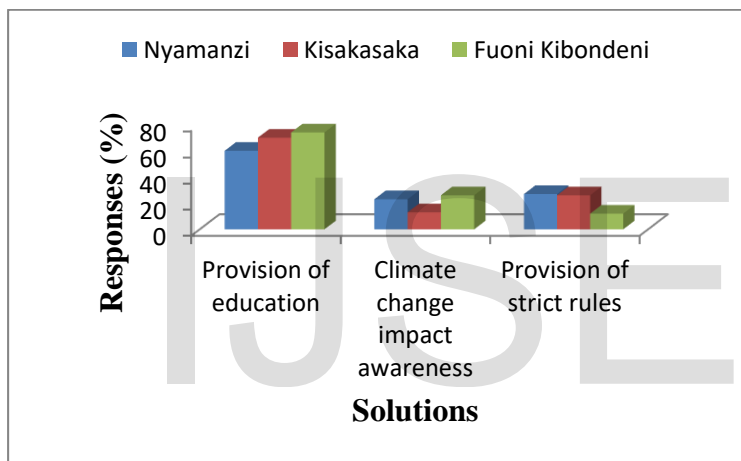 Nyamanzi Kisakasaka Fuoni Kibondeni
Responses (%)
80
60
40
20
0
Provision of
education
Climate
change
impact
awareness
Provision of
strict rules
Solutions
IJSE